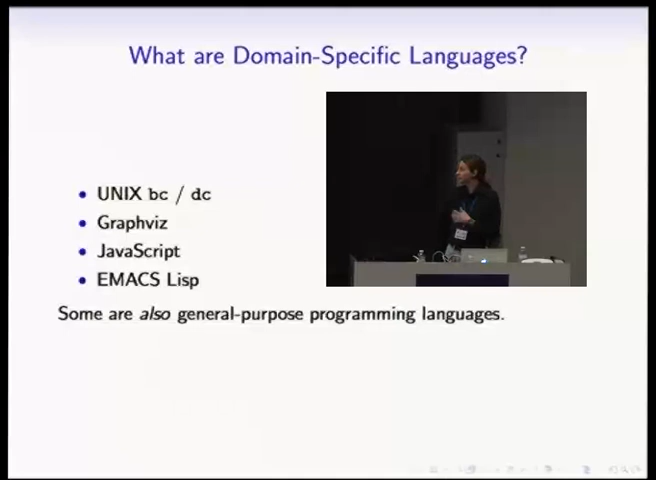 What are Domain-Specific Languages?
• UNIX bc / dc
• Graphviz
• JavaScript
• EMACS Lisp
Some are also general-purpose programming languages.